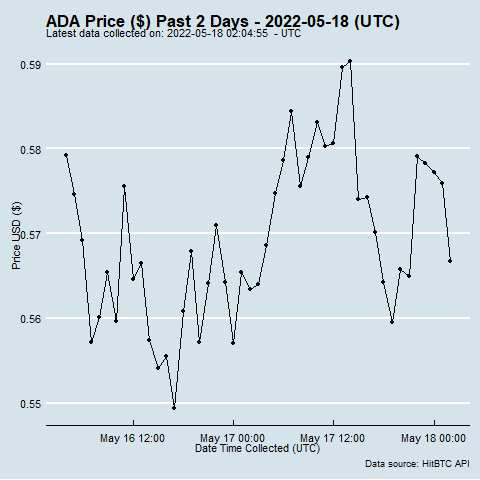 ADA Price ($) Past 2 Days - 2022-05-18 (UTC)
Latest data collected on: 2022-05-18 02:04:55 - UTC
0.59
0.58
0.57
0.56
0.55
Price USD ($)
May 16 12:00
May 17 00:00
May 17 12:00
May 18 00:00
Date Time Collected (UTC)
Data source: HitBTC API